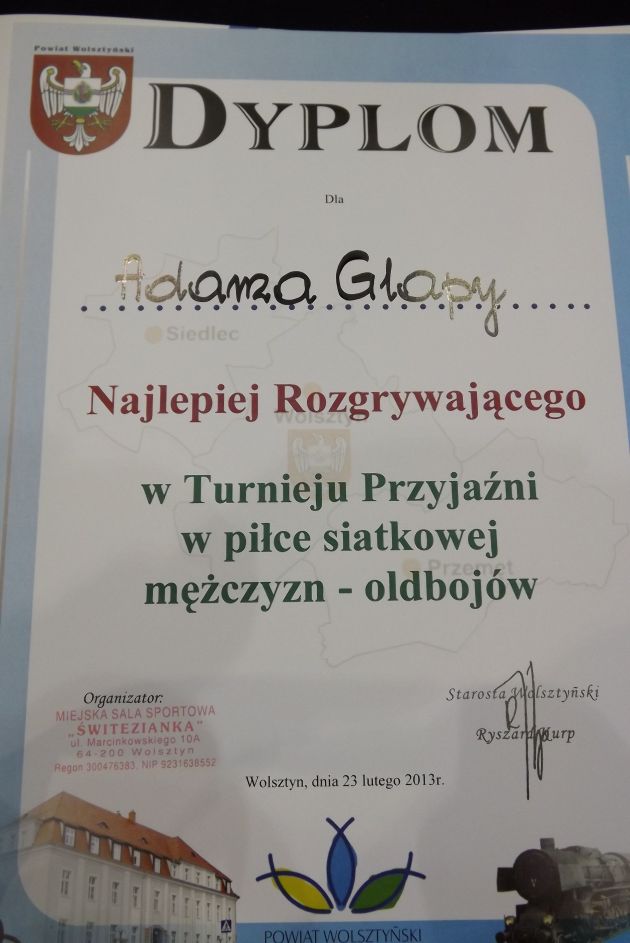 Powiat Wolsztyński
DYPLOM
Dla
Adama Glapy
Siedlec
Najlepiej Rozgrywającego
Wolsztyn
w Turnieju Przyjaźni
w piłce siatkowej
Przemęt
mężczyzn - oldbojów
Organizator:
MIEJSKA SALA SPORTOWA
„ŚWITEZIANKA"
ul. Marcinkowskiego 10A
64-200 Wolsztyn
Regon 300476383, NIP 9231638552
Starosta Wolsztyński
Ryszard Kurp
Wolsztyn, dnia 23 lutego 2013r.
POWIAT WOLSZTYŃSKI